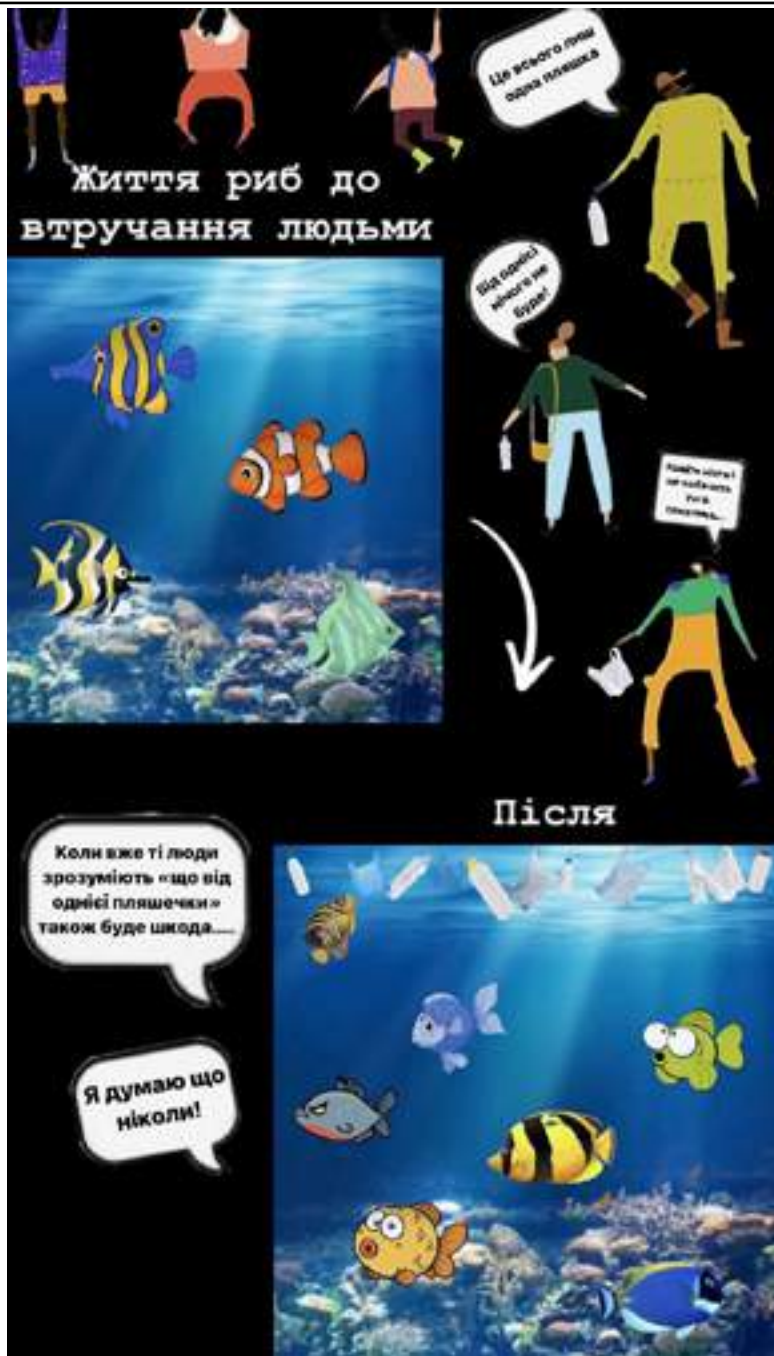 Це всього лиш
одна пляшка
Життя риб до
втручання людьми
Від однієї
нічого не
буде!
Після
Коли вже ті люди
зрозуміють «що від
однієї пляшечки»
також буде шкода.....
Я думаю що
ніколи!